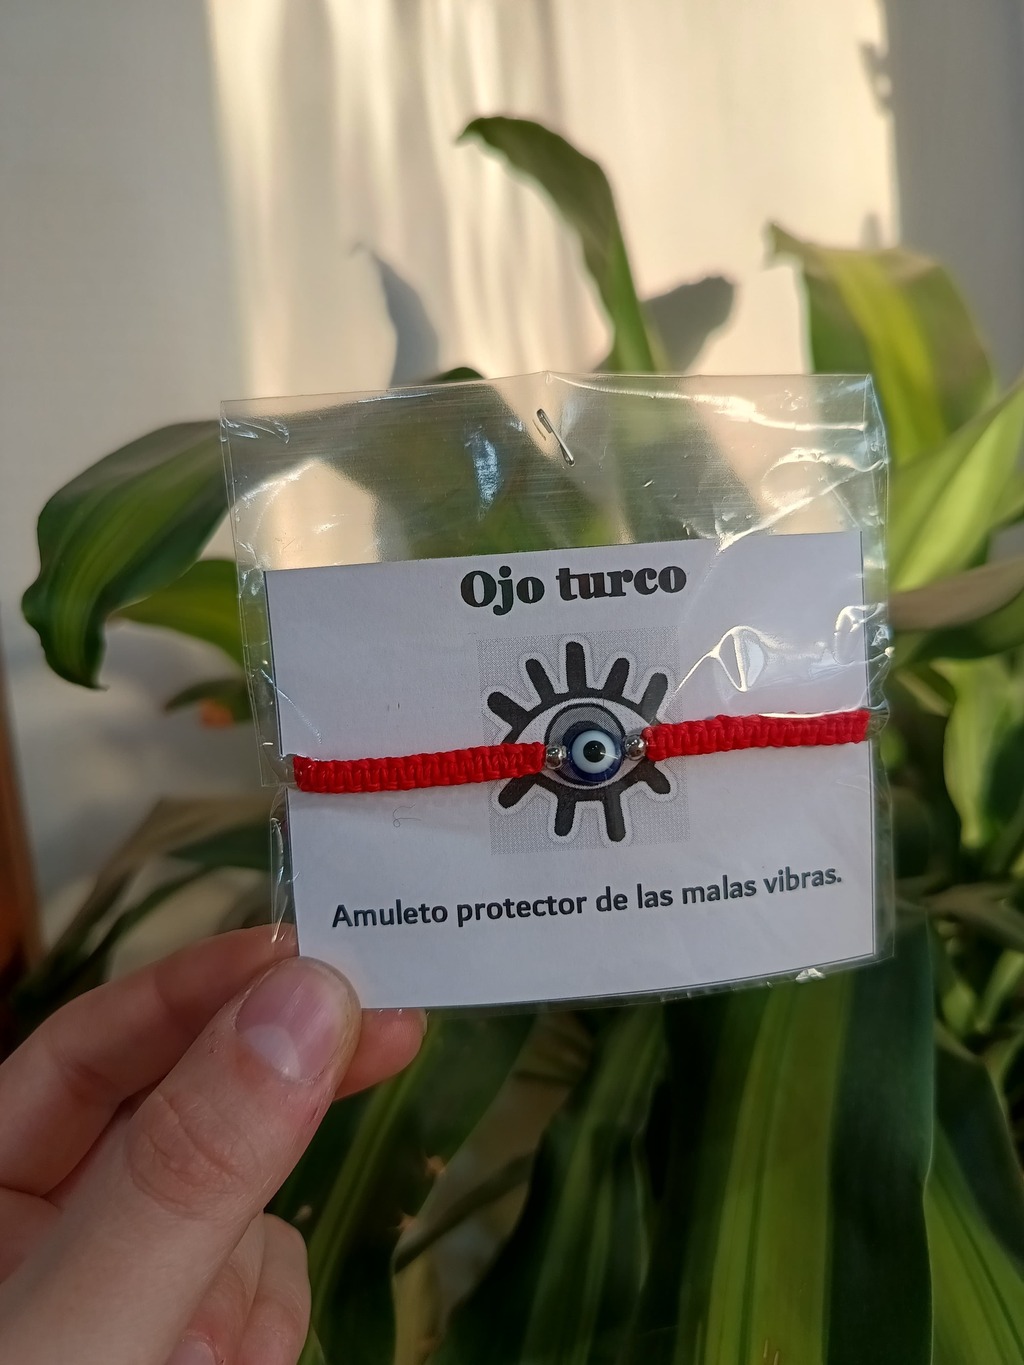 Ojo turco
Amuleto protector de las malas vibras.